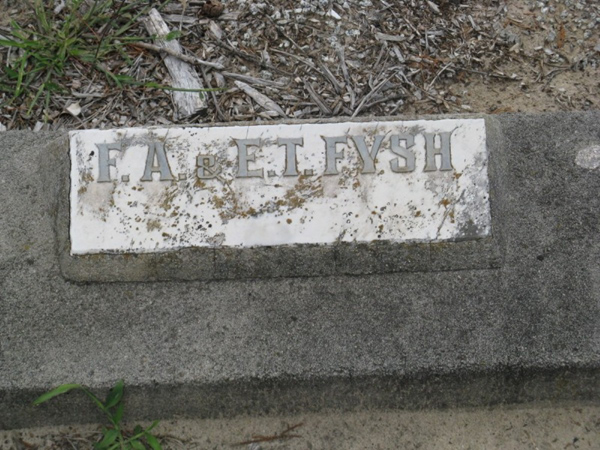 F. A. & E. T. FYSH